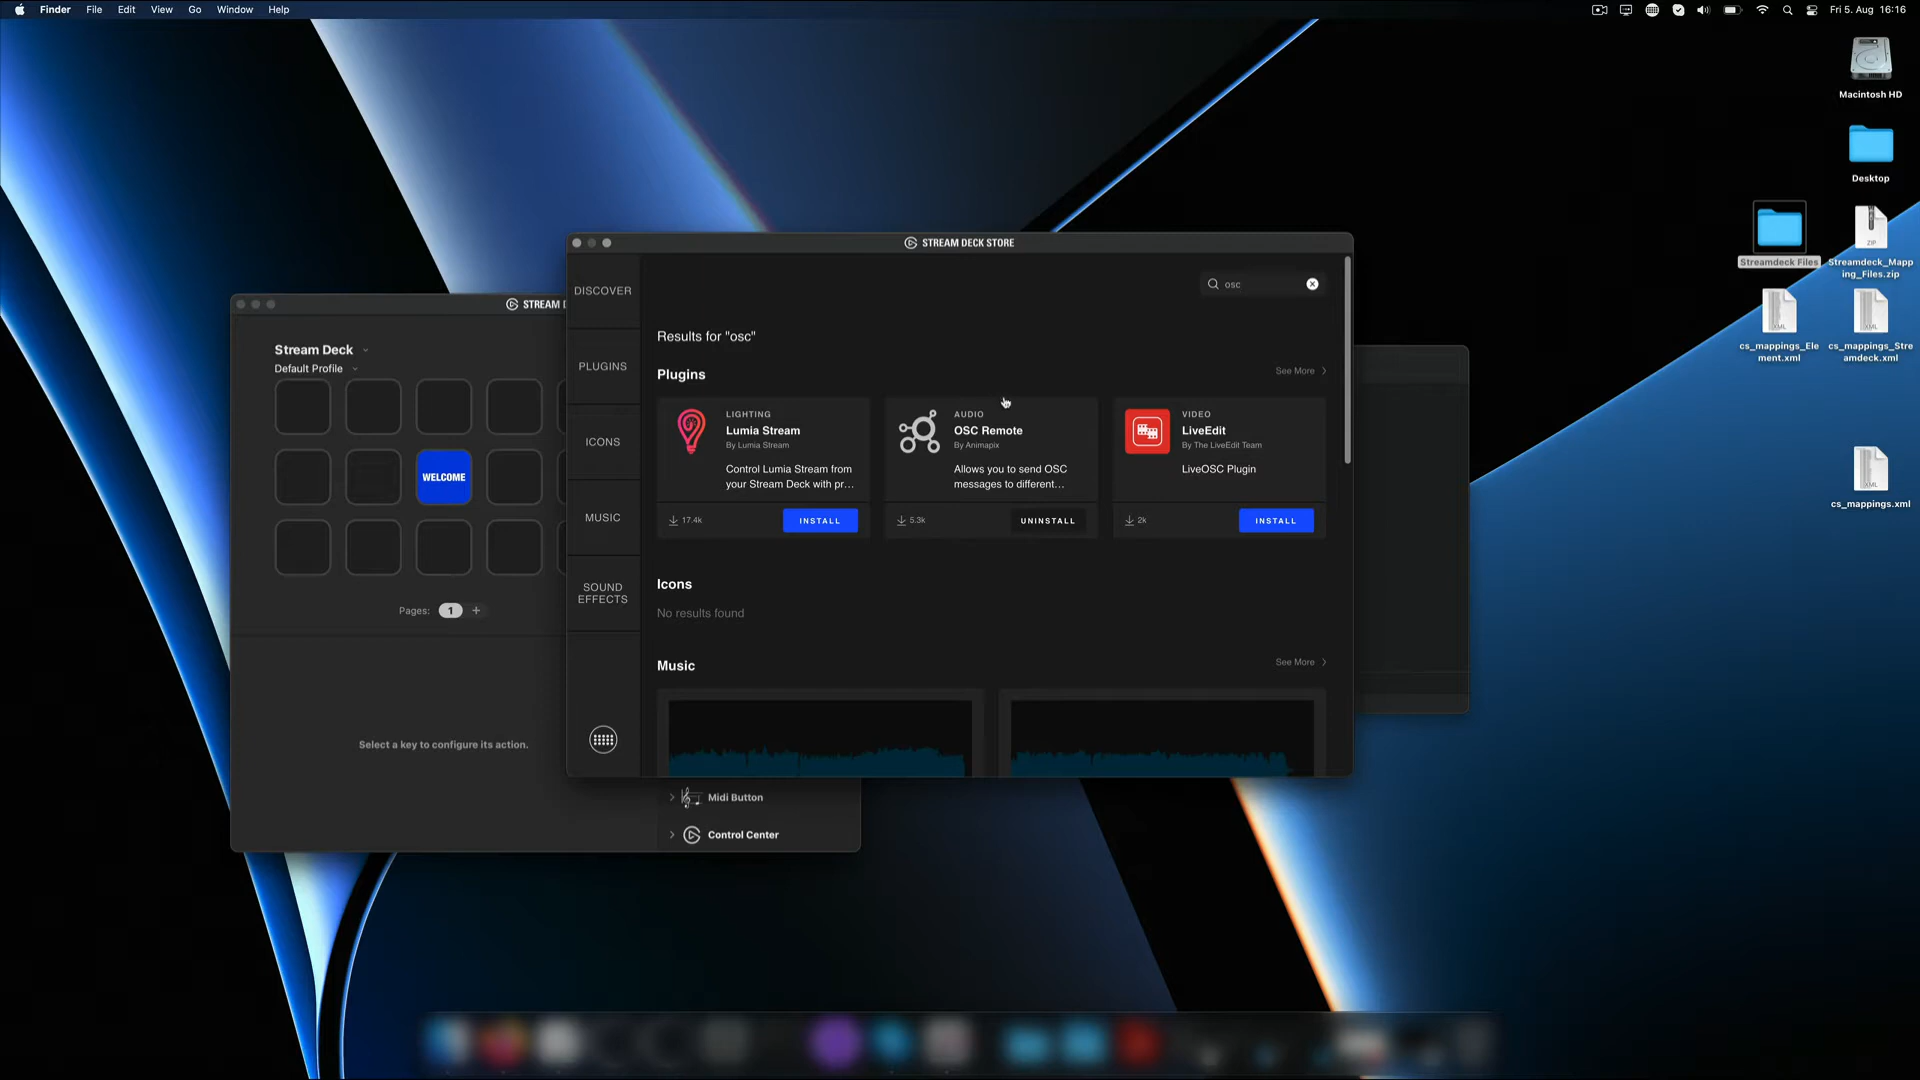 Finder File Edit View Go Window Help
Fri 5. Aug 16:16
Macintosh HD
Desktop
Streamdeck Files
ZIP
Streamdeck_Mapp
ing_Files.zip
XML
cs_mappings_Ele
ment.xml
XML
cs_mappings_Stre
amdeck.xml
XML
cs_mappings.xml
STREAM D
Stream Deck
Default Profile
WELCOME
Pages: 1 +
Select a key to configure its action.
Midi Button
Control Center
STREAM DECK STORE
DISCOVER
PLUGINS
ICONS
MUSIC
SOUND
EFFECTS
osc
Results for "osc"
Plugins
See More
LIGHTING
Lumia Stream
By Lumia Stream
Control Lumia Stream from
your Stream Deck with pr...
17.4k
INSTALL
AUDIO
OSC Remote
By Animapix
Allows you to send OSC
messages to different...
5.3k
UNINSTALL
VIDEO
LiveEdit
By The LiveEdit Team
LiveOSC Plugin
2k
INSTALL
Icons
No results found
Music
See More